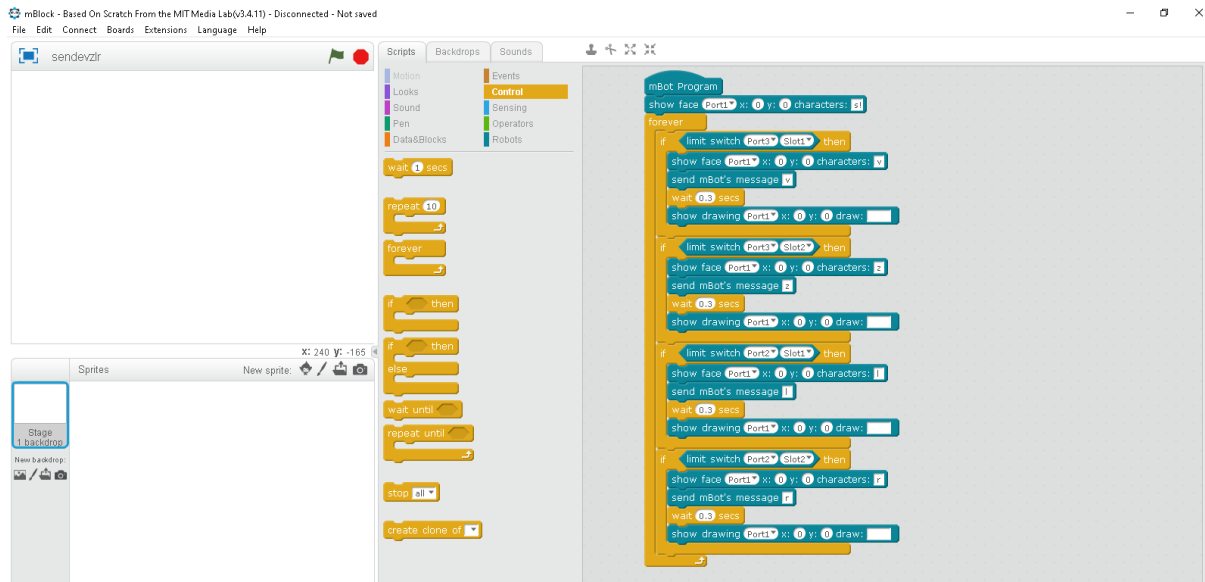 mBlock - Based On Scratch From the MIT Media Lab(v3.4.11) - Disconnected - Not saved
File Edit Connect Boards Extensions Language Help
sendevzlr
X: 240 Y: -165
Sprites New sprite:
Stage
1 backdrop
New backdrop:
Scripts Backdrops Sounds
Motion Events
Looks Control
Sound Sensing
Pen Operators
Data&Blocks Robots
wait 1 secs
repeat 10
forever
if then
if then
else
wait until
repeat until
stop all
create clone of
mBot Program
show face Port1 x: 0 y: 0 characters: s!
forever
if limit switch Port3 Slot1 then
show face Port1 x: 0 y: 0 characters: v
send mBot's message v
wait 0.3 secs
show drawing Port1 x: 0 y: 0 draw:
if limit switch Port3 Slot2 then
show face Port1 x: 0 y: 0 characters: z
send mBot's message z
wait 0.3 secs
show drawing Port1 x: 0 y: 0 draw:
if limit switch Port2 Slot1 then
show face Port1 x: 0 y: 0 characters: l
send mBot's message l
wait 0.3 secs
show drawing Port1 x: 0 y: 0 draw:
if limit switch Port2 Slot2 then
show face Port1 x: 0 y: 0 characters: r
send mBot's message r
wait 0.3 secs
show drawing Port1 x: 0 y: 0 draw: